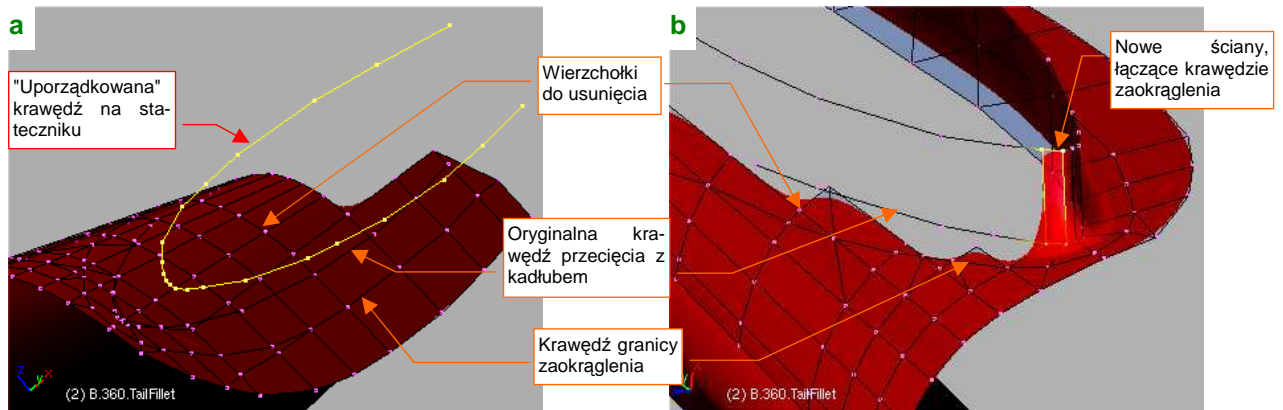 a
b
"Uporządkowana"
krawędź na sta-
teczniku
Wierzchołki
do usunięcia
Nowe ściany,
łączące krawędzie
zaokrąglenia
Oryginalna kra-
wędź przecięcia z
kadłubem
Krawędź granicy
zaokrąglenia
z y x
(2) B.360.TailFillet
(2) B.360.TailFillet